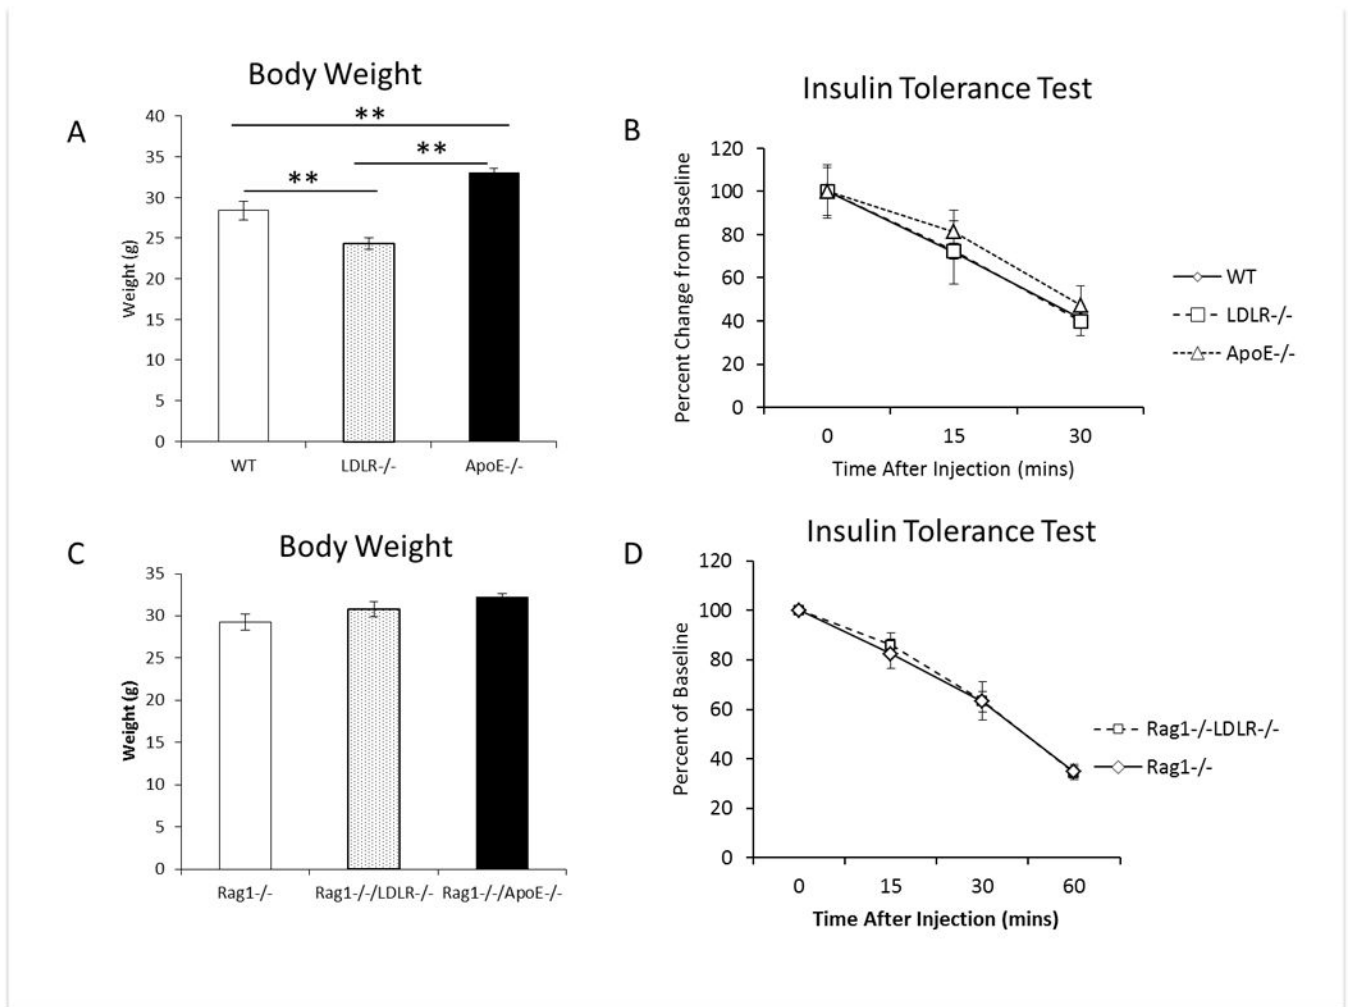 Body Weight
A
40
35
30
25
20
15
10
5
0
Weight (g)
**
**
**
WT LDLR-/- ApoE-/-
Insulin Tolerance Test
B
120
100
80
60
40
20
0
Percent Change from Baseline
0 15 30
Time After Injection (mins)
WT
LDLR-/-
ApoE-/-
Body Weight
C
35
30
25
20
15
10
5
0
Weight (g)
Rag1-/- Rag1-/-/LDLR-/- Rag1-/-/ApoE-/-
Insulin Tolerance Test
D
120
100
80
60
40
20
0
Percent of Baseline
0 15 30 60
Time After Injection (mins)
Rag1-/-LDLR-/-
Rag1-/-